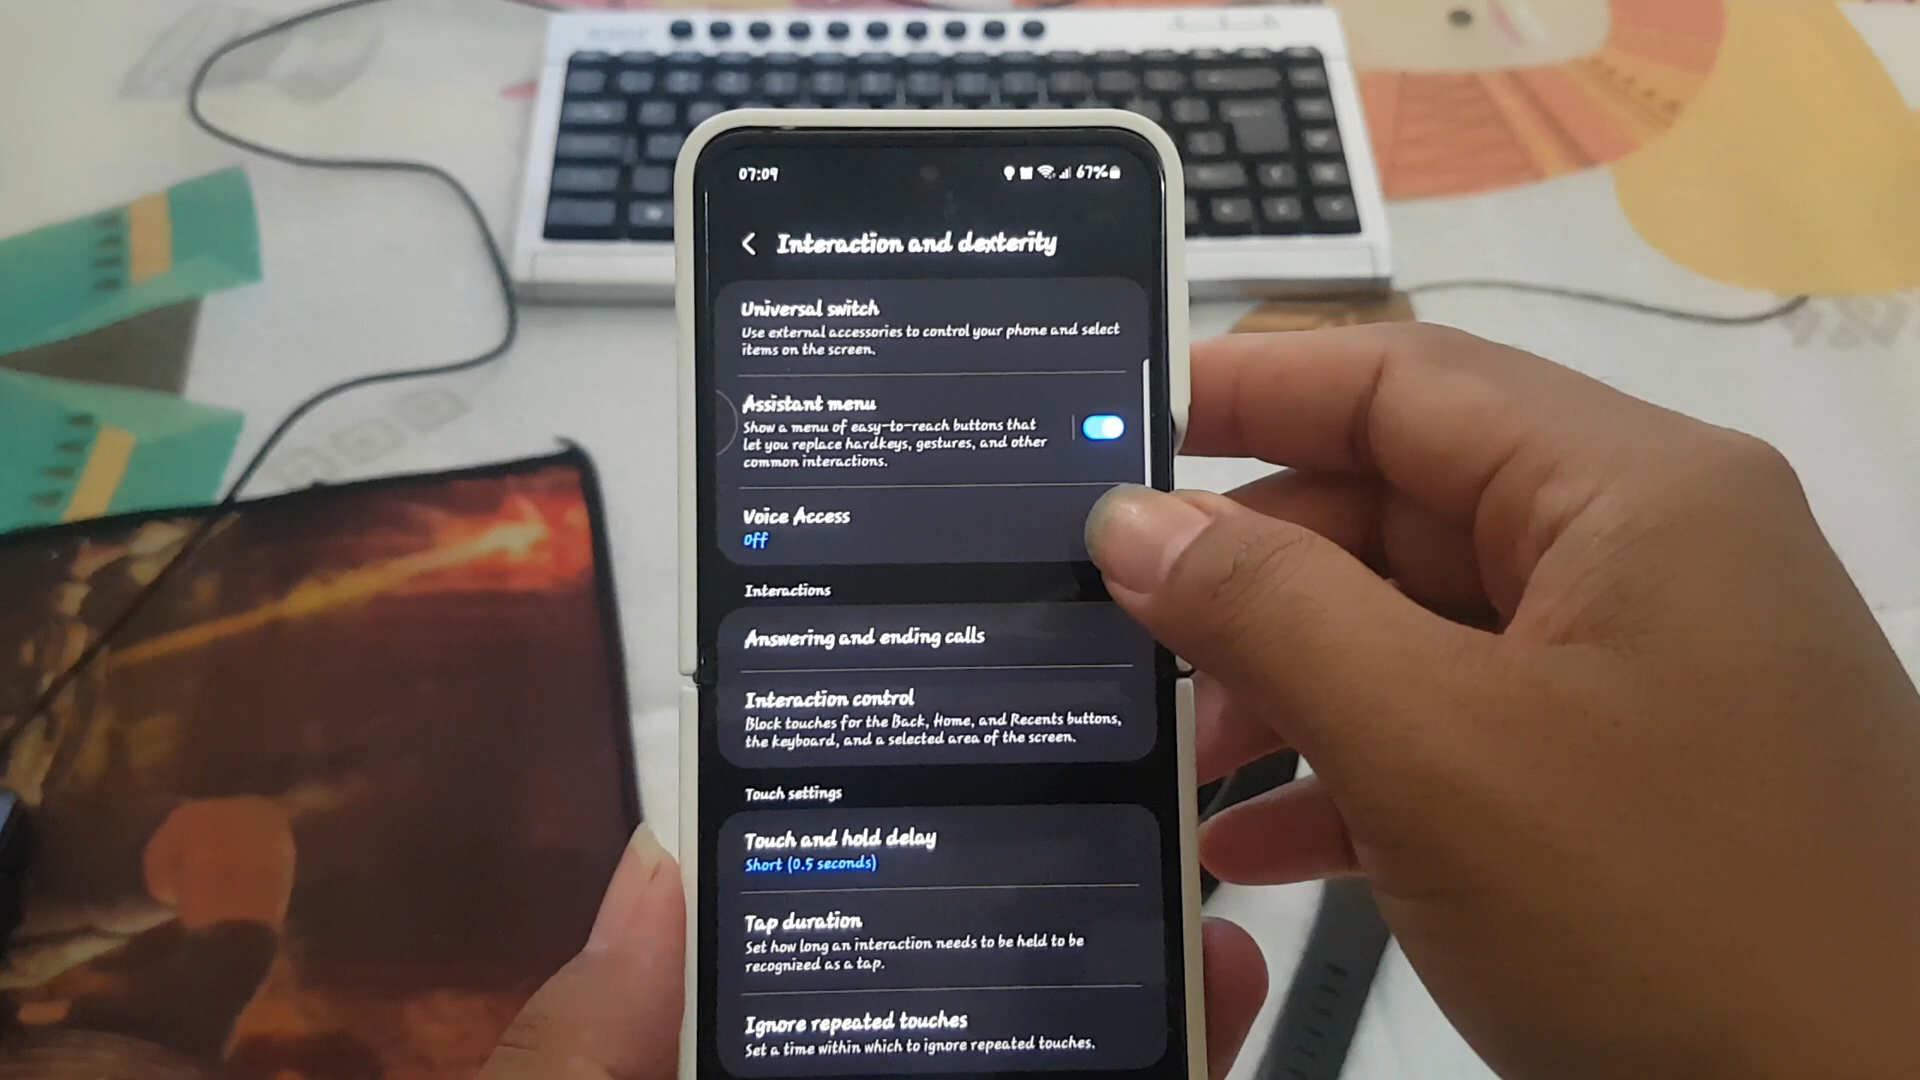 07:09
67%
Interaction and dexterity
Universal switch
Use external accessories to control your phone and select
items on the screen.
Assistant menu
Show a menu of easy-to-reach buttons that
let you replace hardkeys, gestures, and other
common interactions.
Voice Access
Off
Interactions
Answering and ending calls
Interaction control
Block touches for the Back, Home, and Recents buttons,
the keyboard, and a selected area of the screen.
Touch settings
Touch and hold delay
Short (0.5 seconds)
Tap duration
Set how long an interaction needs to be held to be
recognized as a tap.
Ignore repeated touches
Set a time within which to ignore repeated touches.